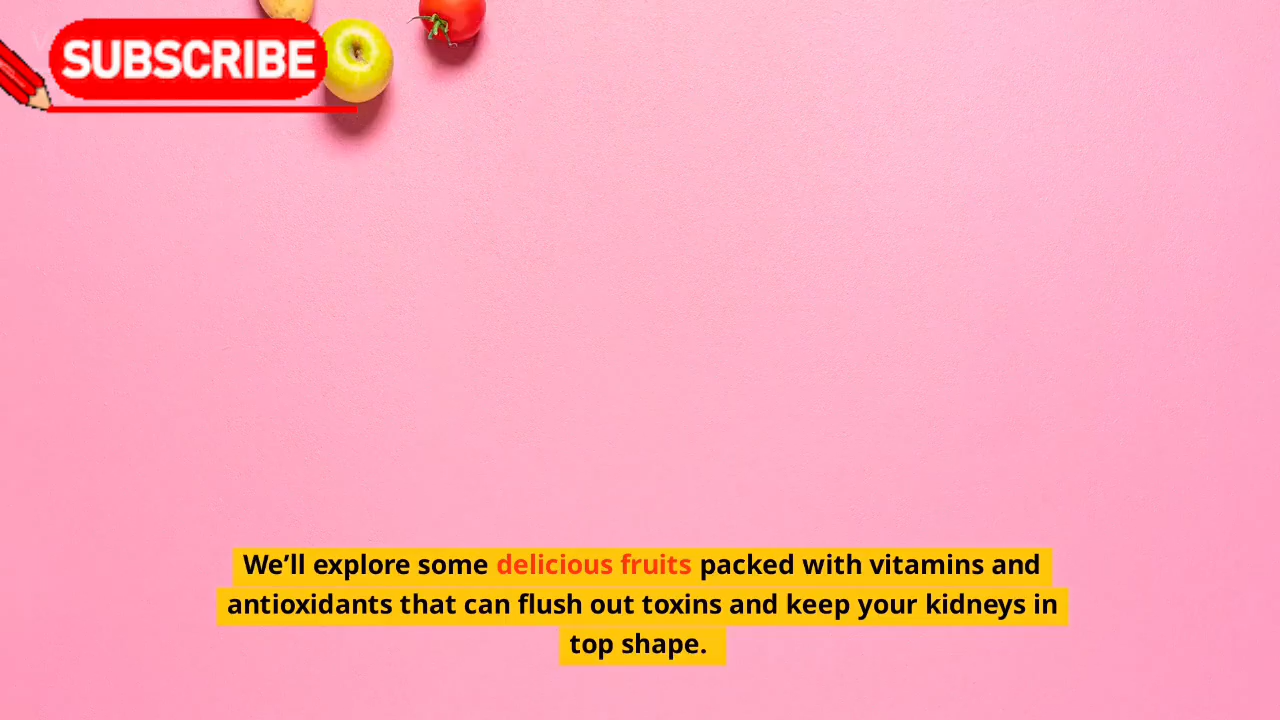 SUBSCRIBE
We’ll explore some delicious fruits packed with vitamins and
antioxidants that can flush out toxins and keep your kidneys in
top shape.